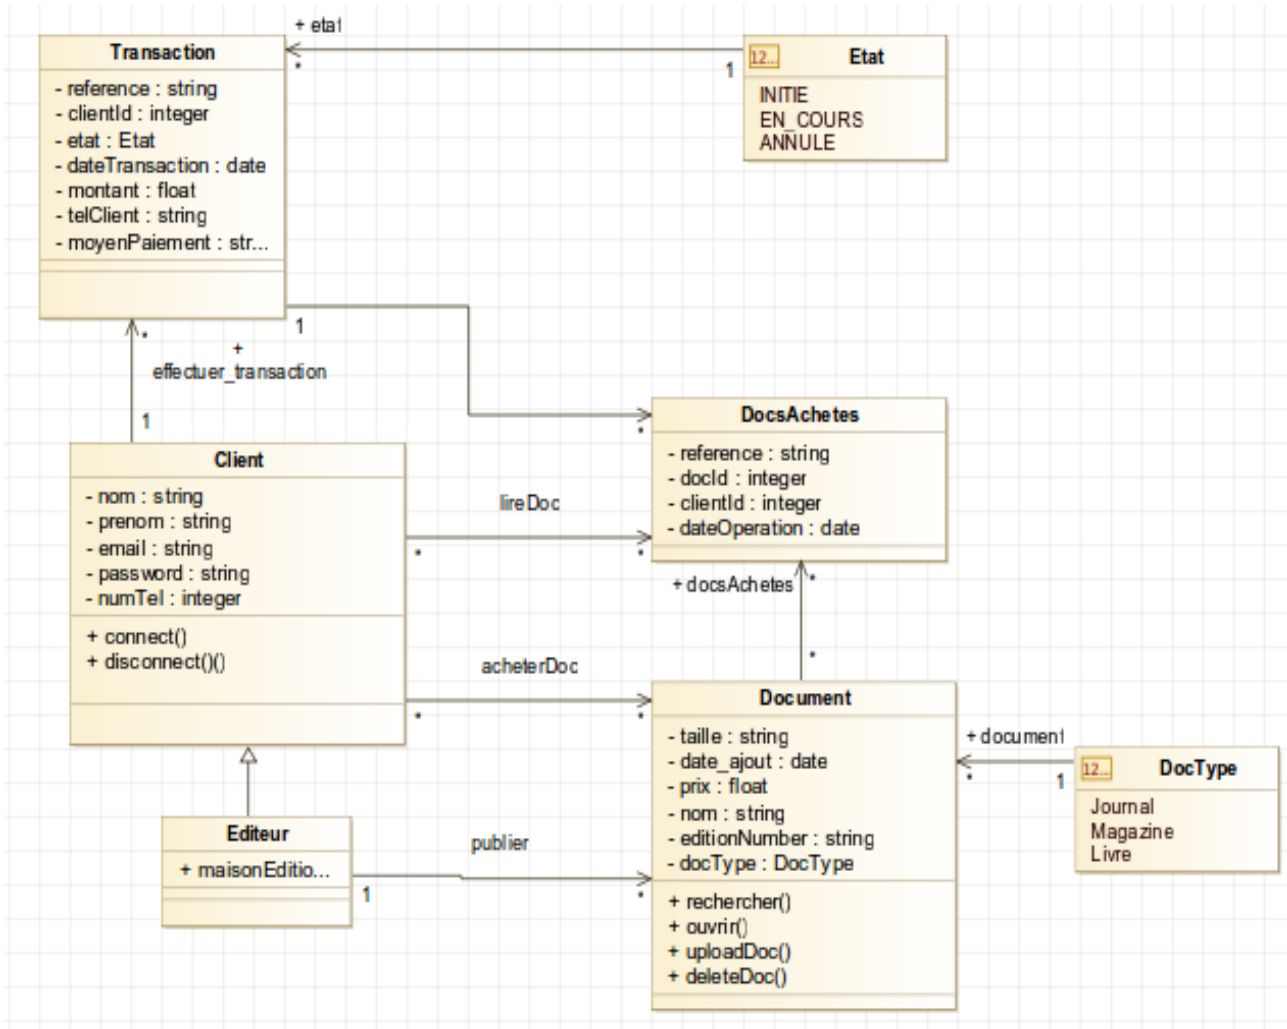 + etat
Transaction
- reference : string
- clientId : integer
- etat : Etat
- dateTransaction : date
- montant : float
- telClient : string
- moyenPaiement : str...
*
1
12...
Etat
INITIE
EN_COURS
ANNULE
1
*
+
effectuer_transaction
1
*
DocsAchetes
- reference : string
- docId : integer
- clientId : integer
- dateOperation : date
Client
- nom : string
- prenom : string
- email : string
- password : string
- numTel : integer
+ connect()
+ disconnect()()
lireDoc
*
*
+ docsAchetes
*
*
acheterDoc
*
*
Document
- taille : string
- date_ajout : date
- prix : float
- nom : string
- editionNumber : string
- docType : DocType
+ rechercher()
+ ouvrir()
+ uploadDoc()
+ deleteDoc()
+ document
*
1
12...
DocType
Journal
Magazine
Livre
Editeur
+ maisonEditio...
publier
1
*